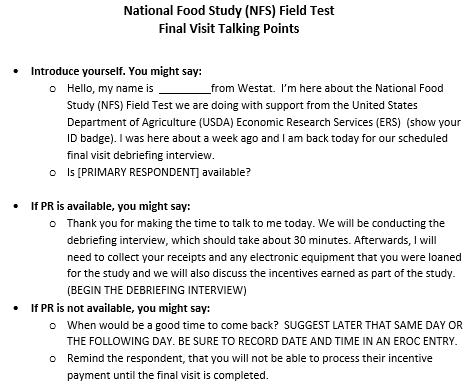 National Food Study (NFS) Field Test
Final Visit Talking Points
• Introduce yourself. You might say:
o Hello, my name is _________from Westat. I'm here about the National Food
Study (NFS) Field Test we are doing with support from the United States
Department of Agriculture (USDA) Economic Research Services (ERS) (show your
ID badge). I was here about a week ago and I am back today for our scheduled
final visit debriefing interview.
o Is [PRIMARY RESPONDENT] available?
• If PR is available, you might say:
o Thank you for making the time to talk to me today. We will be conducting the
debriefing interview, which should take about 30 minutes. Afterwards, I will
need to collect your receipts and any electronic equipment that you were loaned
for the study and we will also discuss the incentives earned as part of the study.
(BEGIN THE DEBRIEFING INTERVIEW)
• If PR is not available, you might say:
o When would be a good time to come back? SUGGEST LATER THAT SAME DAY OR
THE FOLLOWING DAY. BE SURE TO RECORD DATE AND TIME IN AN EROC ENTRY.
o Remind the respondent, that you will not be able to process their incentive
payment until the final visit is completed.